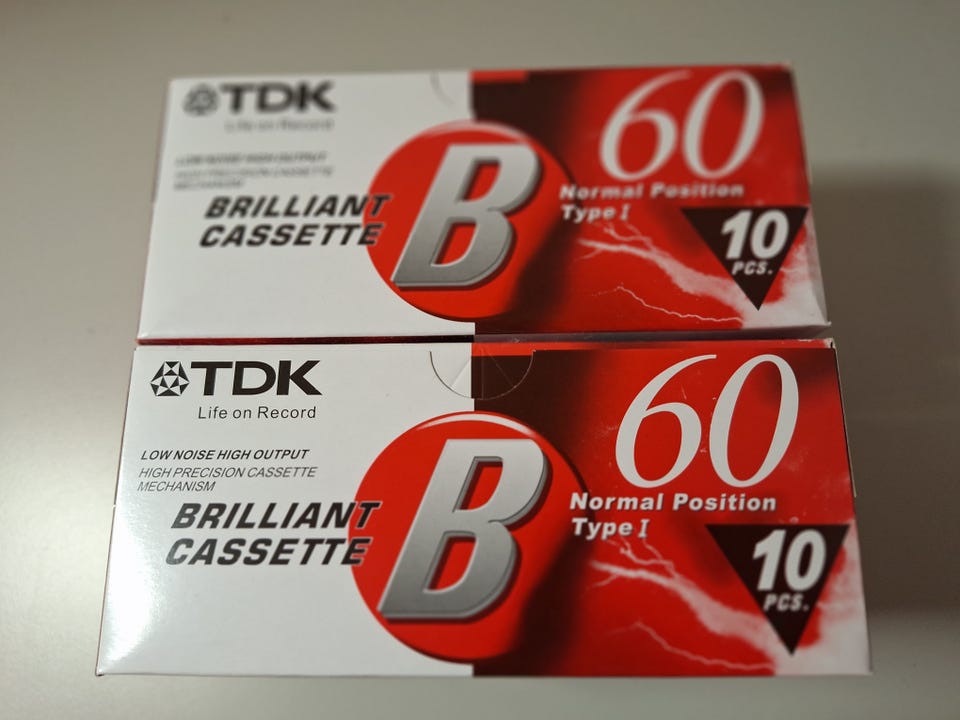 TDK
Life on Record
LOW NOISE HIGH OUTPUT
HIGH PRECISION CASSETTE
MECHANISM
BRILLIANT
CASSETTE
B
60
Normal Position
Type I
10
PCS.
TDK
Life on Record
LOW NOISE HIGH OUTPUT
HIGH PRECISION CASSETTE
MECHANISM
BRILLIANT
CASSETTE
B
60
Normal Position
Type I
10
PCS.